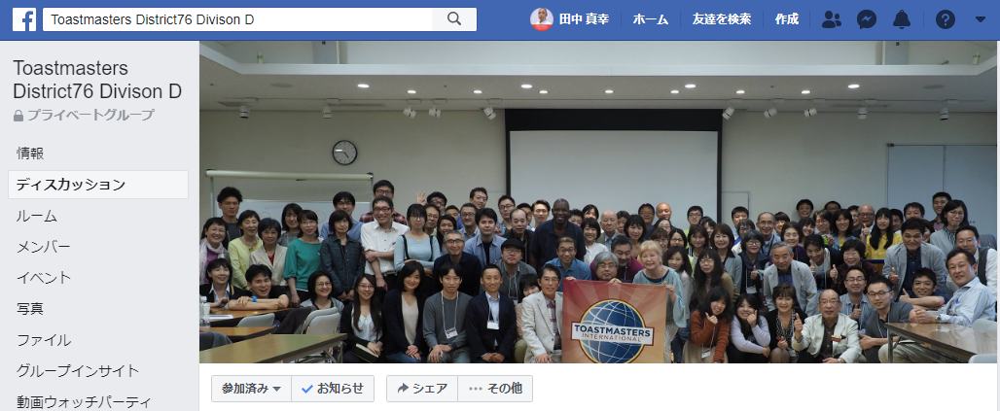 Toastmasters District76 Divison D
田中 真幸
ホーム
友達を検索
作成
Toastmasters
District76 Divison D
プライベートグループ
情報
ディスカッション
ルーム
メンバー
イベント
写真
ファイル
グループインサイト
動画ウォッチパーティ
TOASTMASTERS
INTERNATIONAL
参加済み
お知らせ
シェア
その他